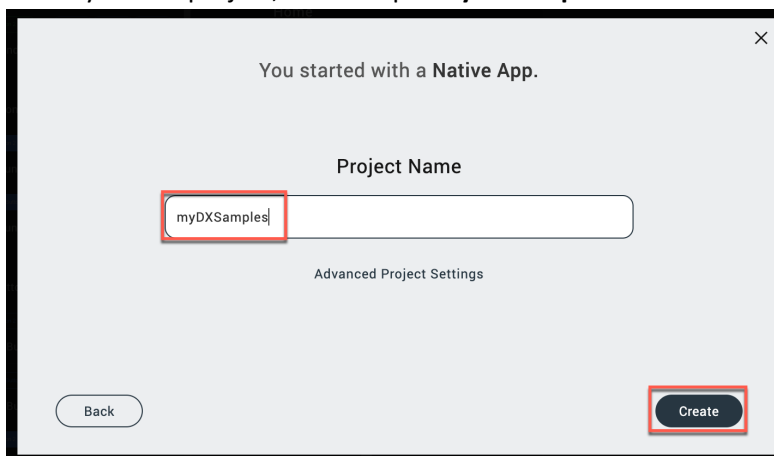 You started with a Native App.
Project Name
myDXSamples
Advanced Project Settings
Back
Create